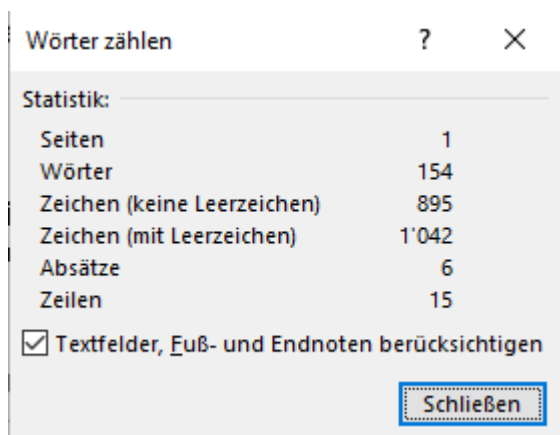 Wörter zählen ? ×
Statistik:
Seiten 1
Wörter 154
Zeichen (keine Leerzeichen) 895
Zeichen (mit Leerzeichen) 1'042
Absätze 6
Zeilen 15
Textfelder, Fuß- und Endnoten berücksichtigen
Schließen